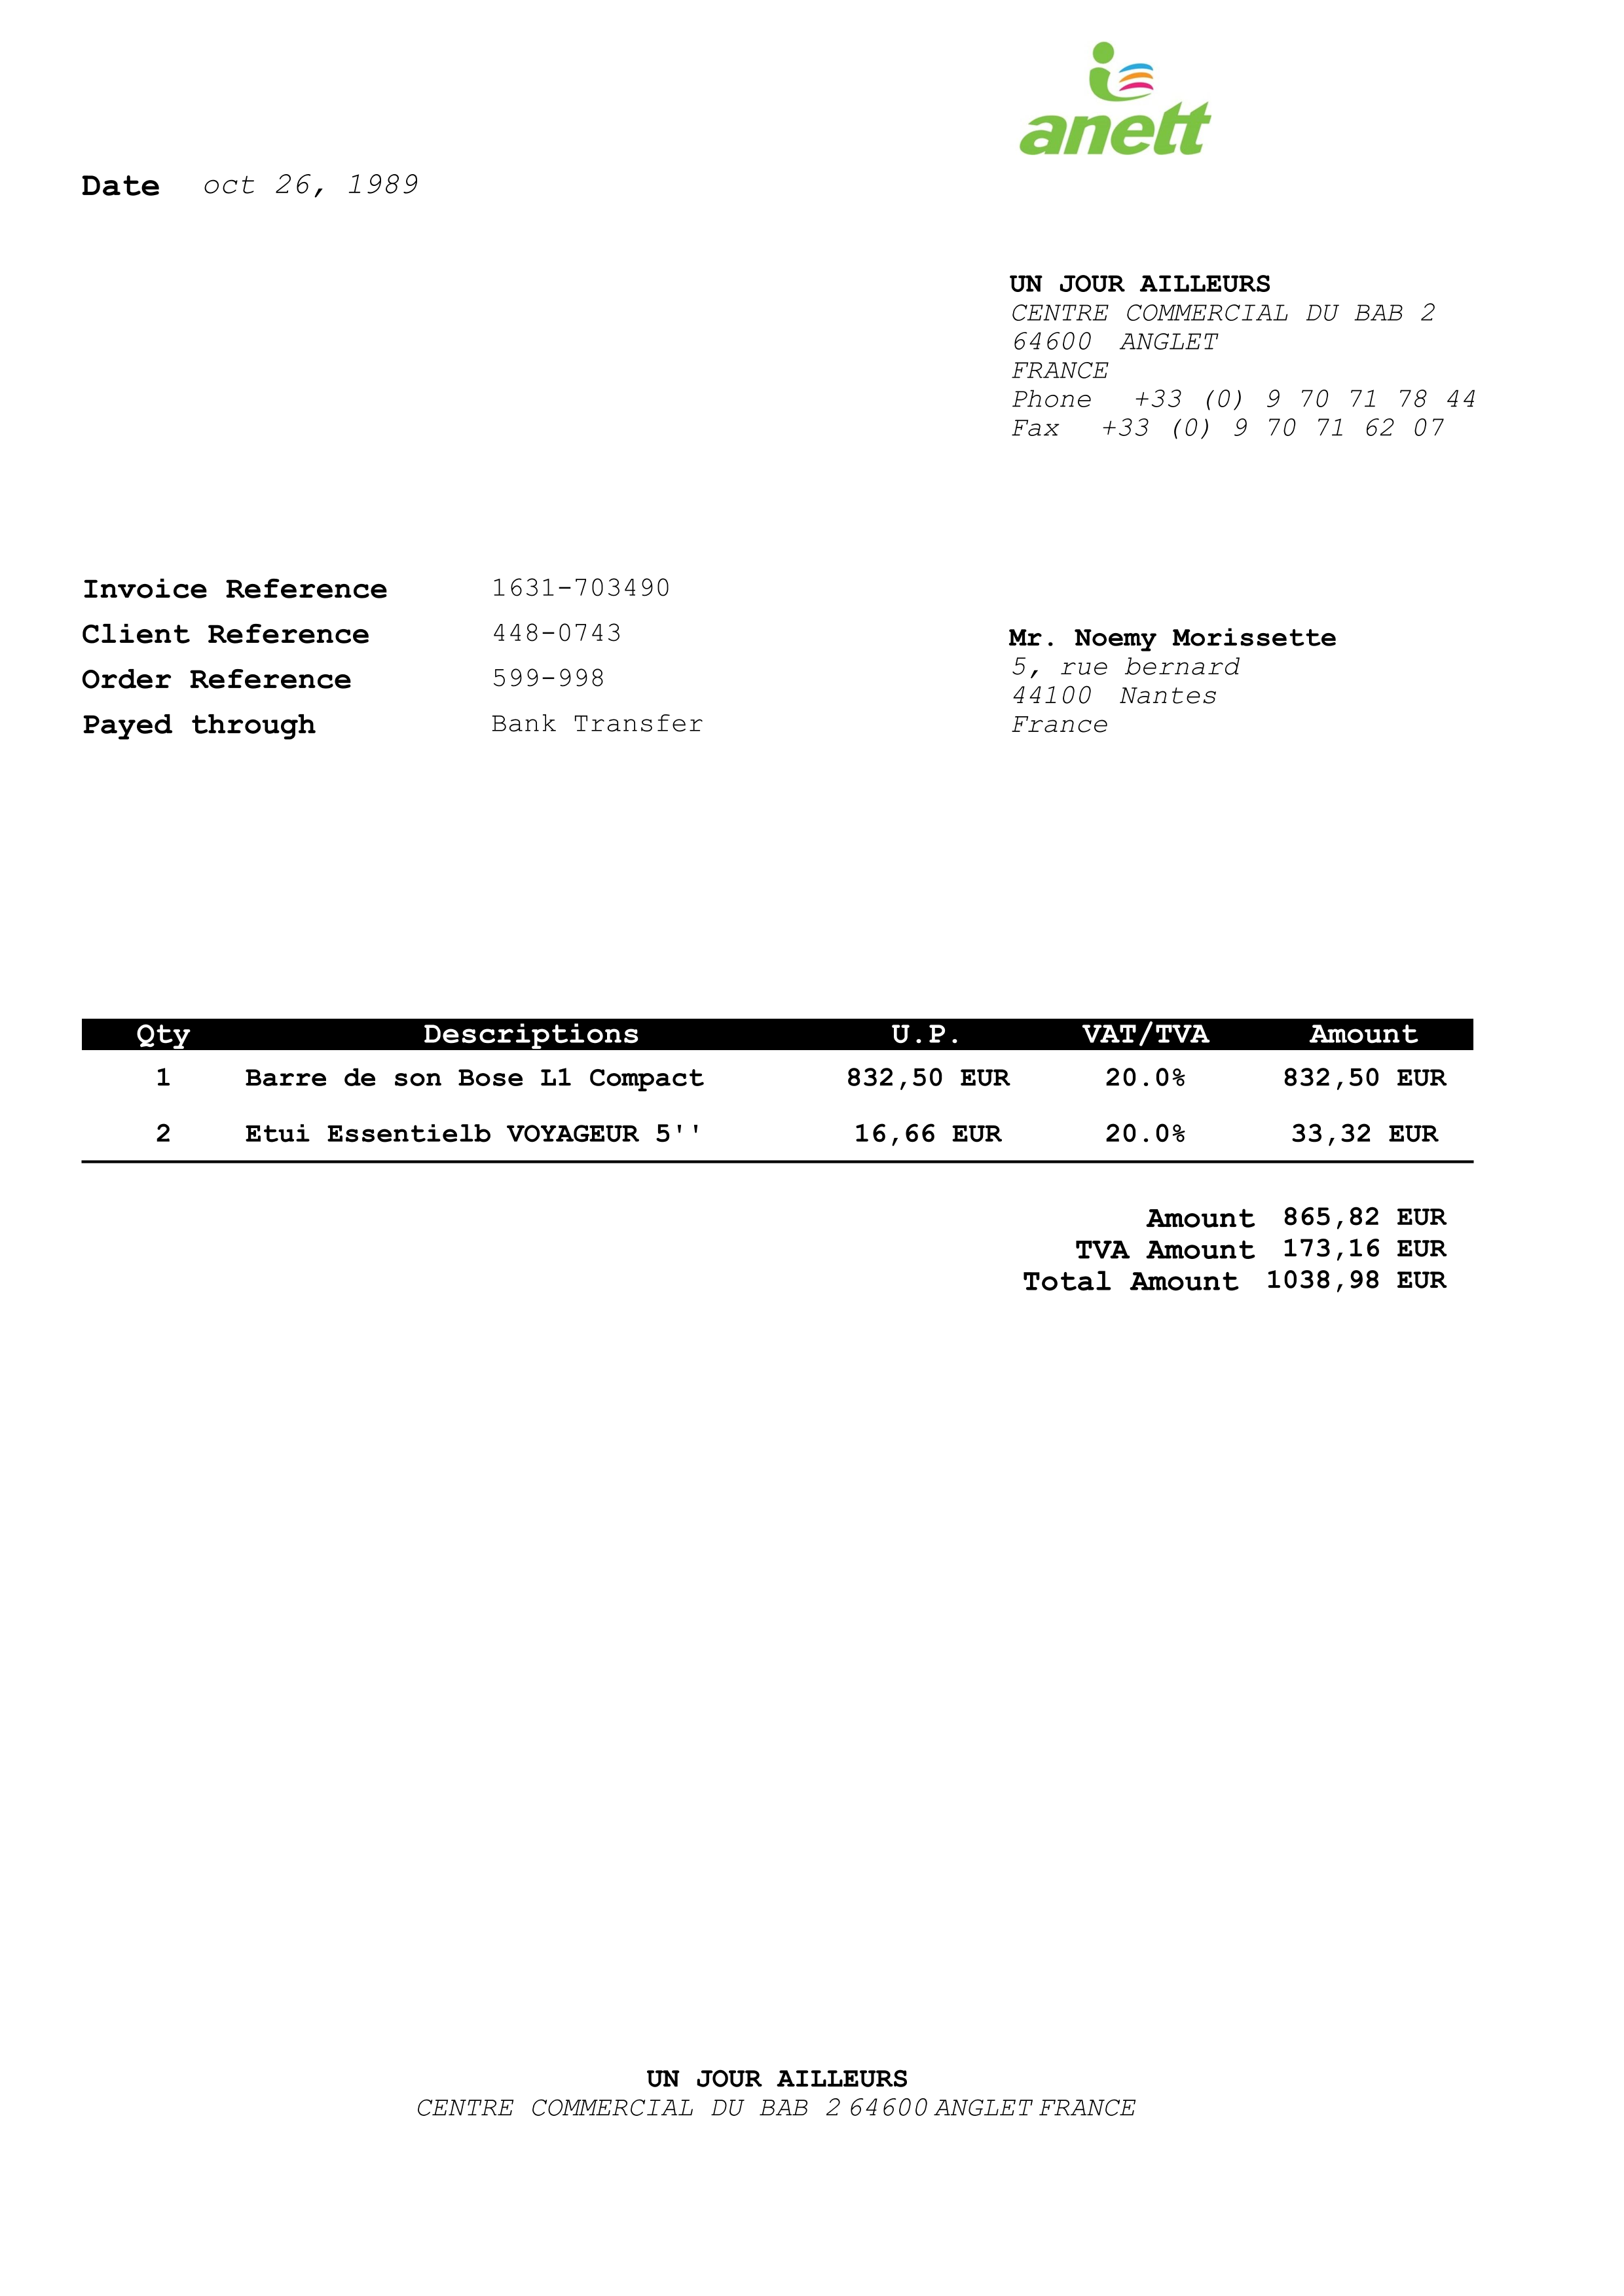 anett
Date oct 26, 1989
UN JOUR AILLEURS
CENTRE COMMERCIAL DU BAB 2
64600 ANGLET
FRANCE
Phone +33 (0) 9 70 71 78 44
Fax +33 (0) 9 70 71 62 07
Invoice Reference 1631-703490
Client Reference 448-0743
Order Reference 599-998
Payed through Bank Transfer
Mr. Noemy Morissette
5, rue bernard
44100 Nantes
France
Qty Descriptions U.P. VAT/TVA Amount
1 Barre de son Bose L1 Compact 832,50 EUR 20.0% 832,50 EUR
2 Etui Essentielb VOYAGEUR 5'' 16,66 EUR 20.0% 33,32 EUR
Amount 865,82 EUR
TVA Amount 173,16 EUR
Total Amount 1038,98 EUR
UN JOUR AILLEURS
CENTRE COMMERCIAL DU BAB 2 64600 ANGLET FRANCE